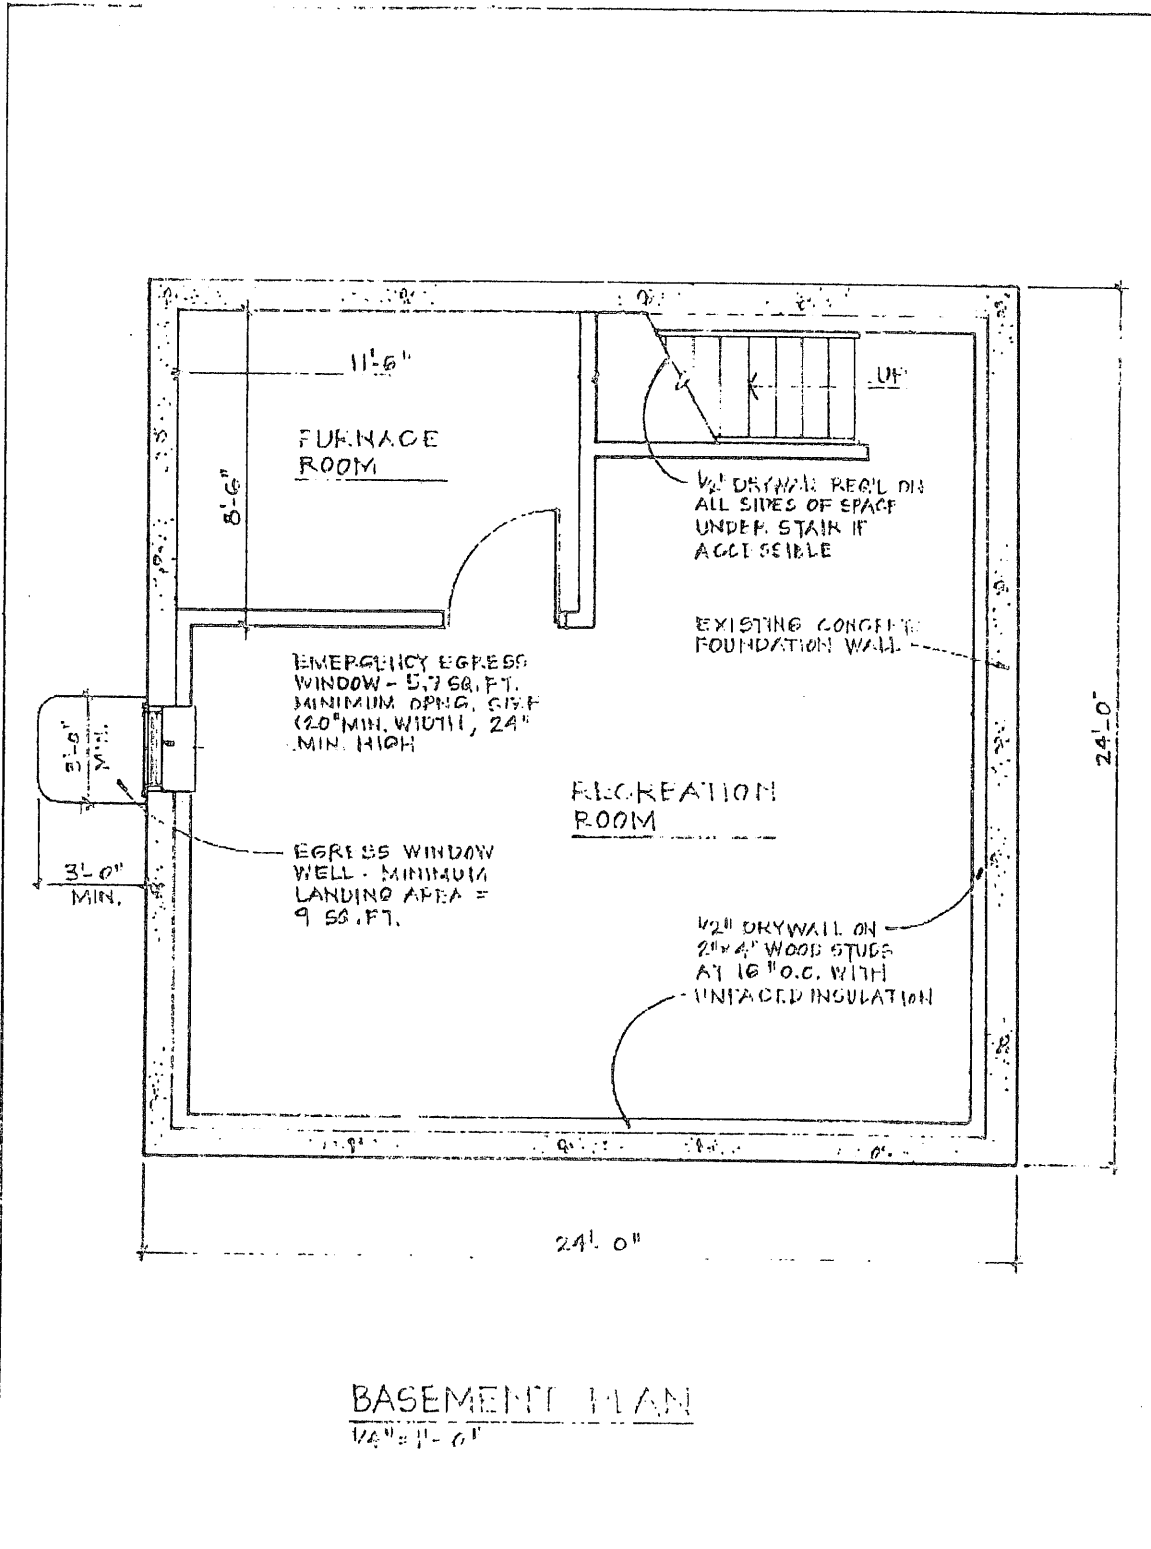 11'-6"
UP
FURNACE
ROOM
8'-6"
1/2" DRYWALL REQ'D ON
ALL SIDES OF SPACE
UNDER STAIR IF
ACCESSIBLE
EXISTING CONCRETE
FOUNDATION WALL
EMERGENCY EGRESS
WINDOW - 5.7 SQ. FT.
MINIMUM OPNG. SIZE
(20" MIN. WIDTH, 24"
MIN. HIGH
3'-0"
MIN.
24'-0"
RECREATION
ROOM
EGRESS WINDOW
WELL - MINIMUM
LANDING AREA =
9 SQ. FT.
3'-0"
MIN.
1/2" DRYWALL ON
2"x4" WOOD STUDS
AT 16" O.C. WITH
UNFACED INSULATION
24'-0"
BASEMENT PLAN
1/4" = 1'-0"